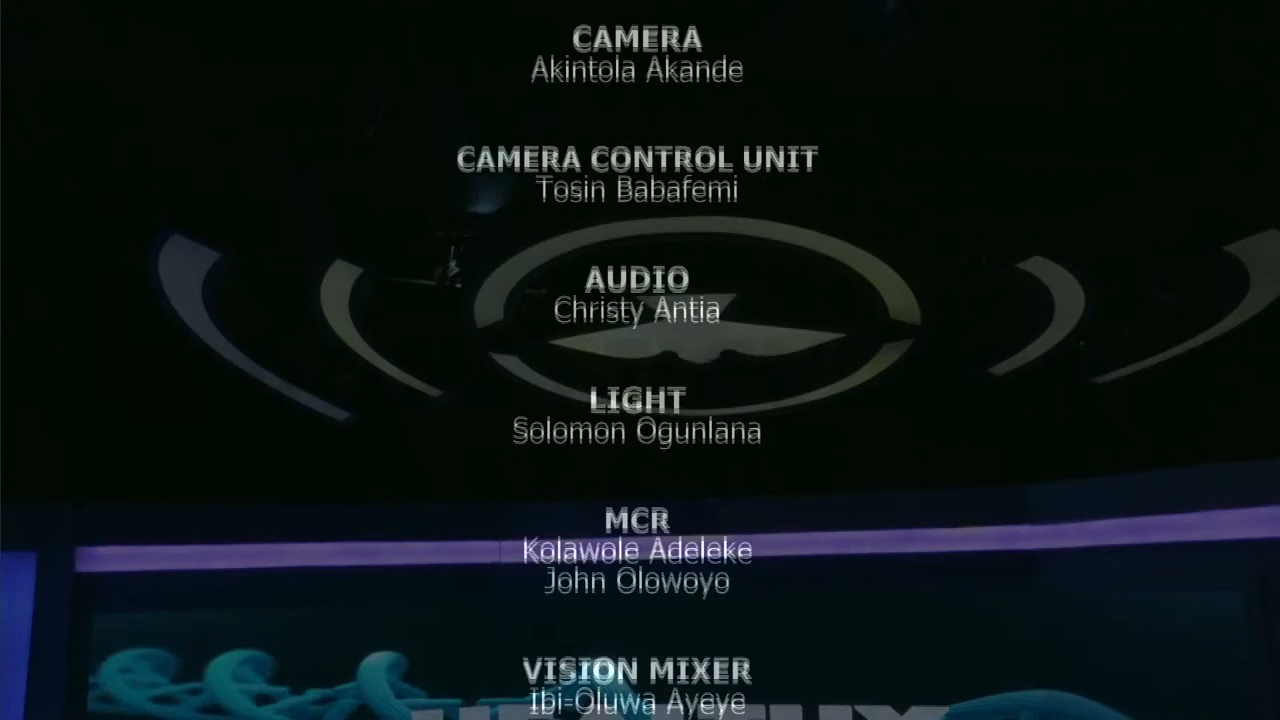 CAMERA
Akintola Akande
CAMERA CONTROL UNIT
Tosin Babafemi
AUDIO
Christy Antia
LIGHT
Solomon Ogunlana
MCR
Kolawole Adeleke
John Olowoyo
VISION MIXER
Ibi-Oluwa Ayeye